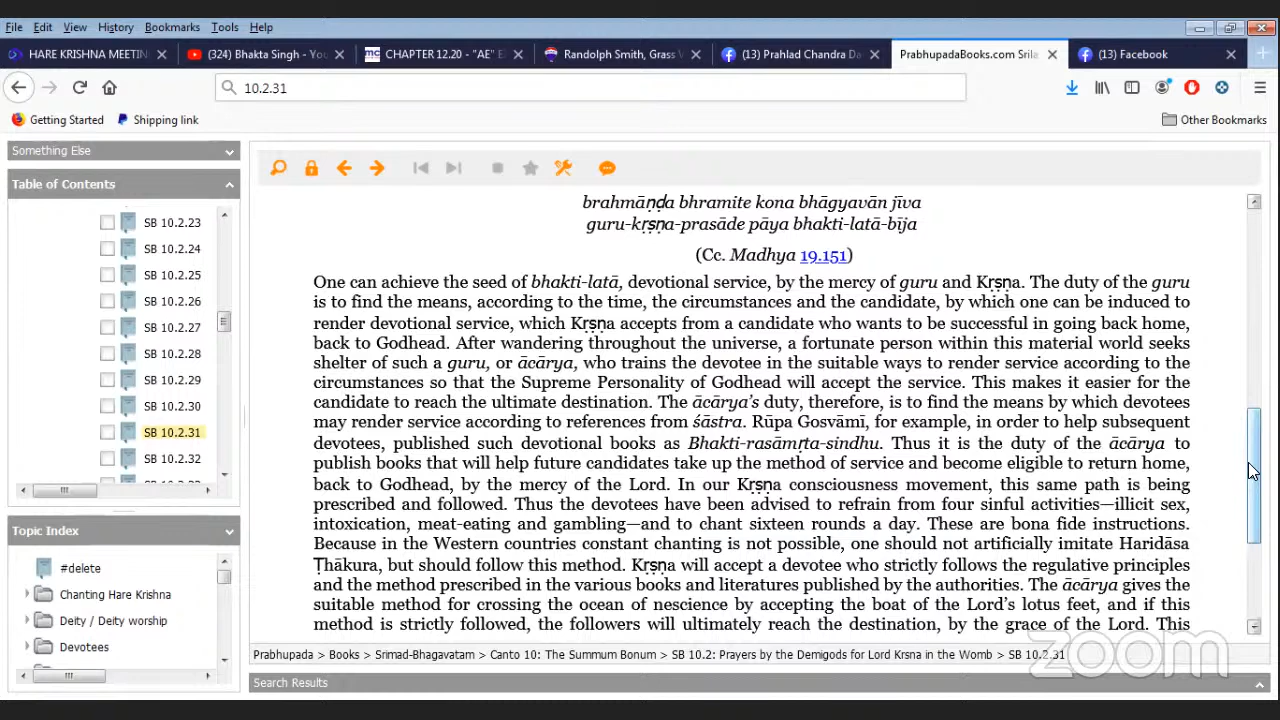 File Edit View History Bookmarks Tools Help
HARE KRISHNA MEETIN
(324) Bhakta Singh - You
CHAPTER 12.20 - "AE" E
Randolph Smith, Grass V
(13) Prahlad Chandra Da
PrabhupadaBooks.com Srila
(13) Facebook
10.2.31
Getting Started Shipping link Other Bookmarks
Something Else
Table of Contents
SB 10.2.23
SB 10.2.24
SB 10.2.25
SB 10.2.26
SB 10.2.27
SB 10.2.28
SB 10.2.29
SB 10.2.30
SB 10.2.31
SB 10.2.32
Topic Index
#delete
Chanting Hare Krishna
Deity / Deity worship
Devotees
brahmāṇḍa bhramite kona bhāgyavān jīva
guru-kṛṣṇa-prasāde pāya bhakti-latā-bīja
(Cc. Madhya 19.151)
One can achieve the seed of bhakti-latā, devotional service, by the mercy of guru and Kṛṣṇa. The duty of the guru
is to find the means, according to the time, the circumstances and the candidate, by which one can be induced to
render devotional service, which Kṛṣṇa accepts from a candidate who wants to be successful in going back home,
back to Godhead. After wandering throughout the universe, a fortunate person within this material world seeks
shelter of such a guru, or ācārya, who trains the devotee in the suitable ways to render service according to the
circumstances so that the Supreme Personality of Godhead will accept the service. This makes it easier for the
candidate to reach the ultimate destination. The ācārya's duty, therefore, is to find the means by which devotees
may render service according to references from śāstra. Rūpa Gosvāmī, for example, in order to help subsequent
devotees, published such devotional books as Bhakti-rasāmṛta-sindhu. Thus it is the duty of the ācārya to
publish books that will help future candidates take up the method of service and become eligible to return home,
back to Godhead, by the mercy of the Lord. In our Kṛṣṇa consciousness movement, this same path is being
prescribed and followed. Thus the devotees have been advised to refrain from four sinful activities—illicit sex,
intoxication, meat-eating and gambling—and to chant sixteen rounds a day. These are bona fide instructions.
Because in the Western countries constant chanting is not possible, one should not artificially imitate Haridāsa
Ṭhākura, but should follow this method. Kṛṣṇa will accept a devotee who strictly follows the regulative principles
and the method prescribed in the various books and literatures published by the authorities. The ācārya gives the
suitable method for crossing the ocean of nescience by accepting the boat of the Lord's lotus feet, and if this
method is strictly followed, the followers will ultimately reach the destination, by the grace of the Lord. This
Prabhupada > Books > Srimad-Bhagavatam > Canto 10: The Summum Bonum > SB 10.2: Prayers by the Demigods for Lord Krsna in the Womb > SB 10.2.31
Search Results
zoom